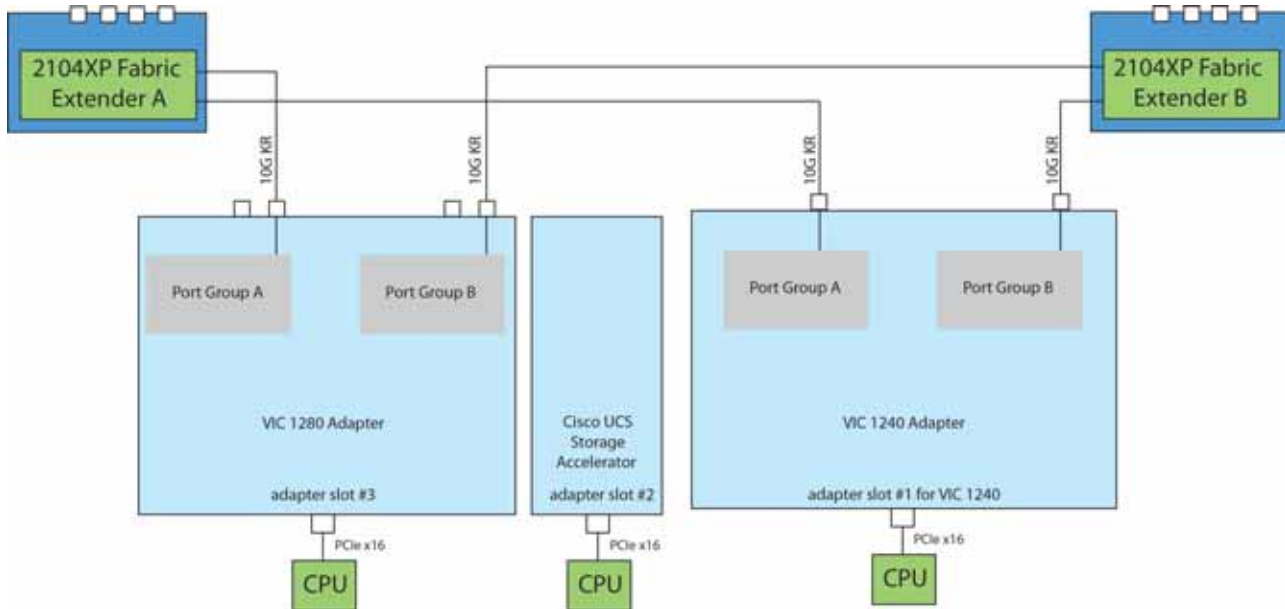 2104XP Fabric
Extender A
2104XP Fabric
Extender B
10G KR
10G KR
10G KR
10G KR
Port Group A
Port Group B
Port Group A
Port Group B
VIC 1280 Adapter
Cisco UCS
Storage
Accelerator
VIC 1240 Adapter
adapter slot #3
adapter slot #2
adapter slot #1 for VIC 1240
PCIe x16
PCIe x16
PCIe x16
CPU
CPU
CPU